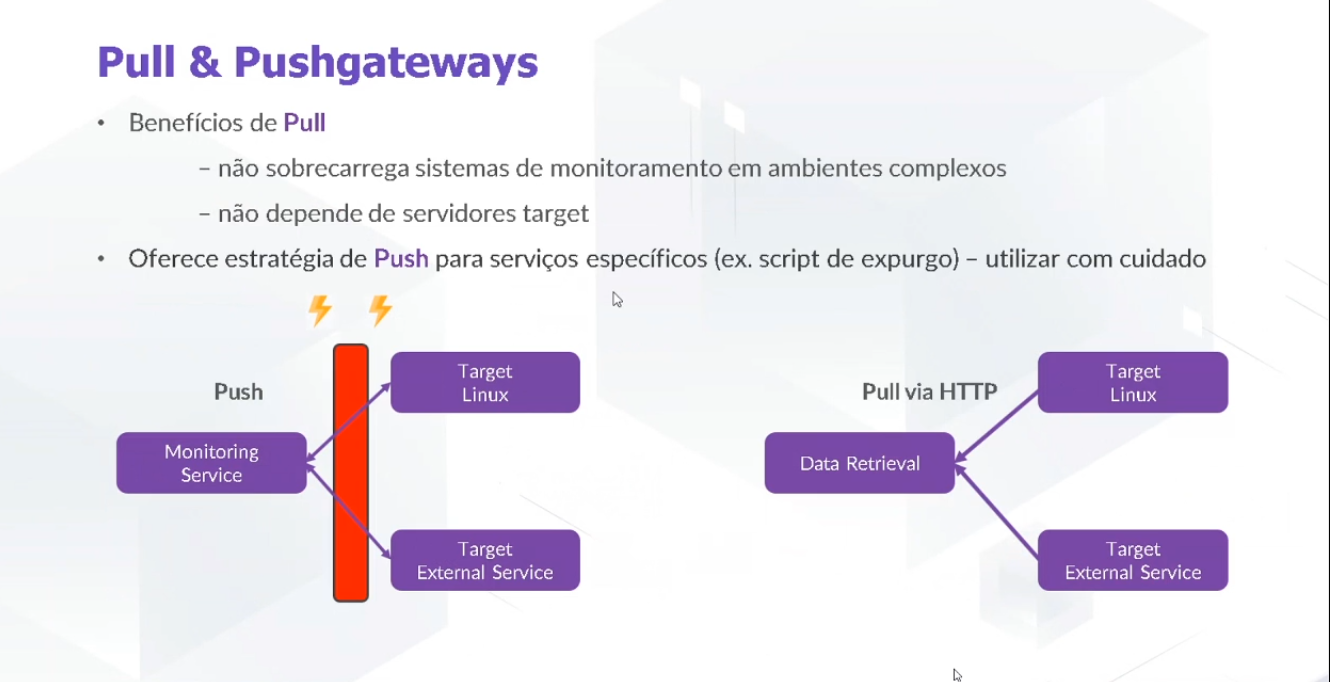 Pull & Pushgateways
• Benefícios de Pull
– não sobrecarrega sistemas de monitoramento em ambientes complexos
– não depende de servidores target
• Oferece estratégia de Push para serviços específicos (ex. script de expurgo) – utilizar com cuidado
Push
Monitoring
Service
Target
Linux
Target
External Service
Pull via HTTP
Data Retrieval
Target
Linux
Target
External Service